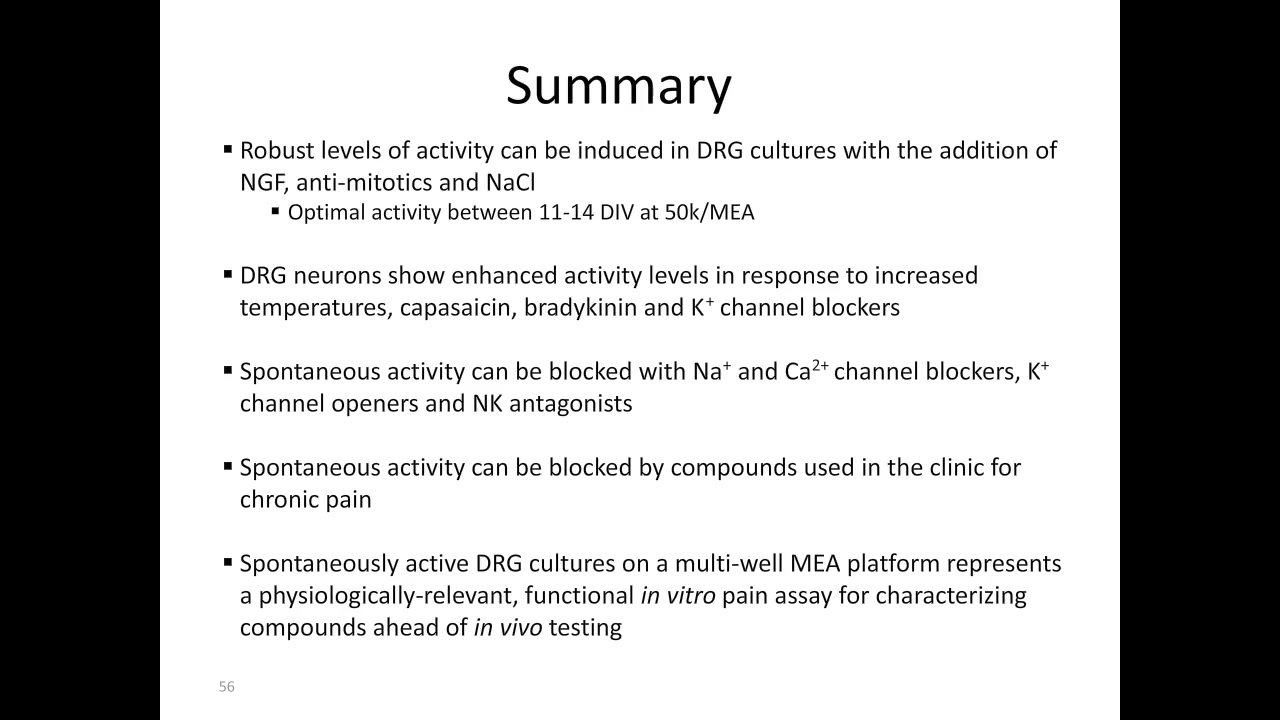 Summary
▪ Robust levels of activity can be induced in DRG cultures with the addition of
NGF, anti-mitotics and NaCl
▪ Optimal activity between 11-14 DIV at 50k/MEA
▪ DRG neurons show enhanced activity levels in response to increased
temperatures, capasaicin, bradykinin and K⁺ channel blockers
▪ Spontaneous activity can be blocked with Na⁺ and Ca²⁺ channel blockers, K⁺
channel openers and NK antagonists
▪ Spontaneous activity can be blocked by compounds used in the clinic for
chronic pain
▪ Spontaneously active DRG cultures on a multi-well MEA platform represents
a physiologically-relevant, functional in vitro pain assay for characterizing
compounds ahead of in vivo testing
56